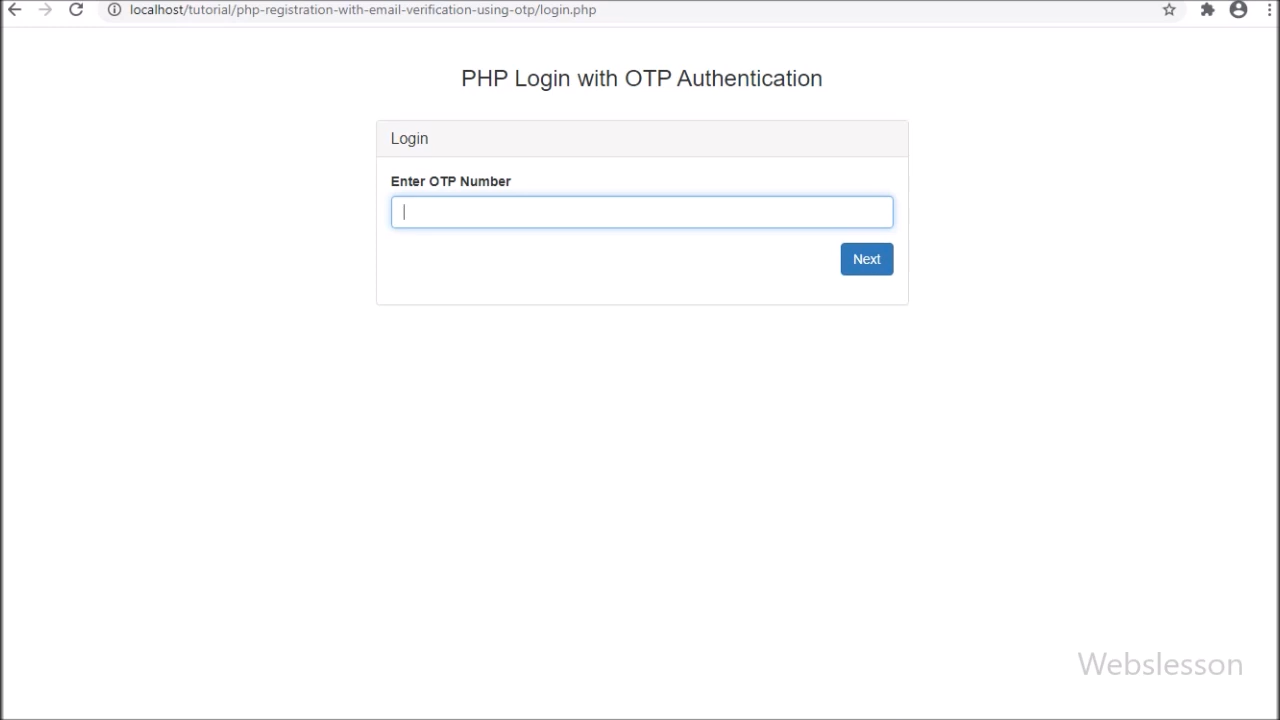 localhost/tutorial/php-registration-with-email-verification-using-otp/login.php
PHP Login with OTP Authentication
Login
Enter OTP Number
Next
Webslesson